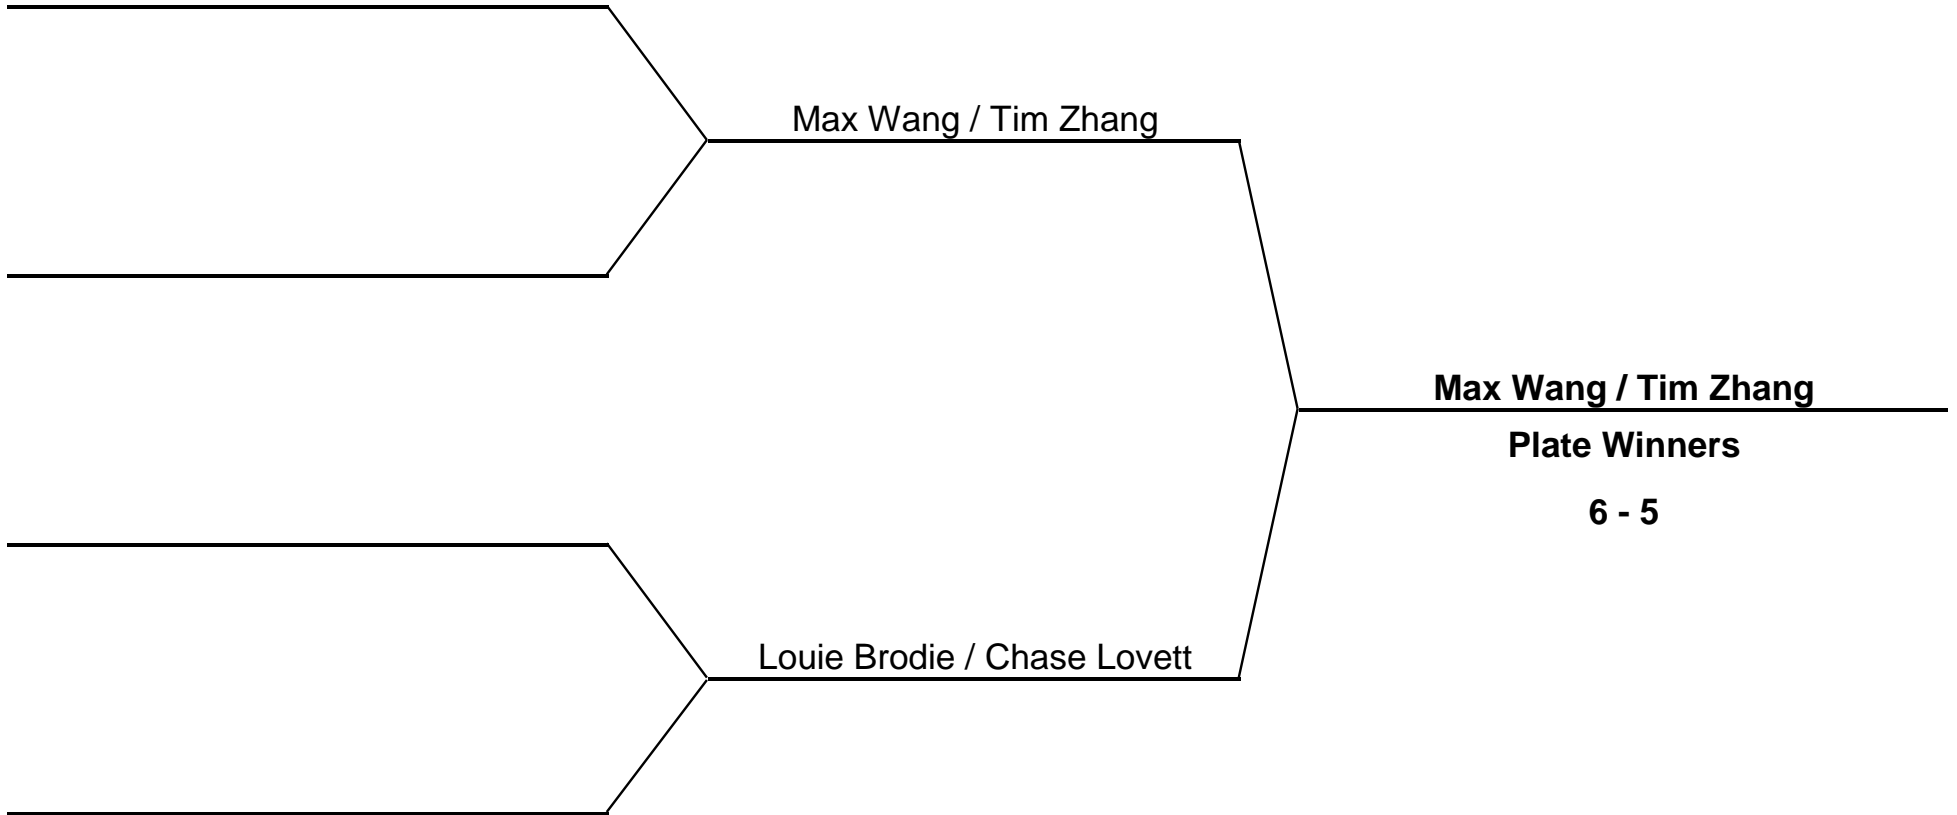 Max Wang / Tim Zhang
Max Wang / Tim Zhang
Plate Winners
6 - 5
Louie Brodie / Chase Lovett